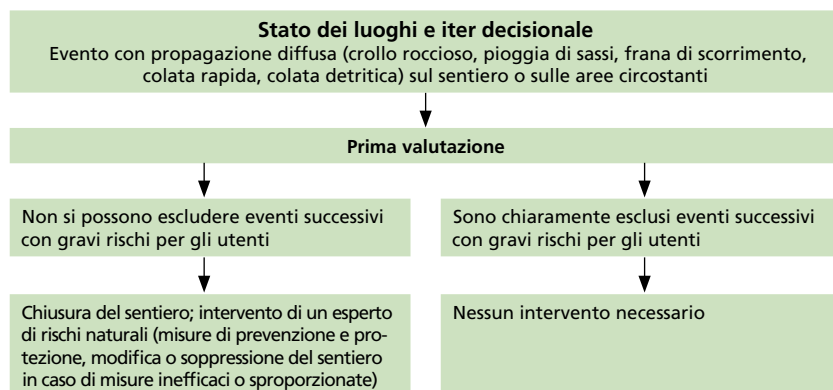 Stato dei luoghi e iter decisionale
Evento con propagazione diffusa (crollo roccioso, pioggia di sassi, frana di scorrimento,
colata rapida, colata detritica) sul sentiero o sulle aree circostanti
Prima valutazione
Non si possono escludere eventi successivi
con gravi rischi per gli utenti
Sono chiaramente esclusi eventi successivi
con gravi rischi per gli utenti
Chiusura del sentiero; intervento di un esperto
di rischi naturali (misure di prevenzione e pro-
tezione, modifica o soppressione del sentiero
in caso di misure inefficaci o sproporzionate)
Nessun intervento necessario